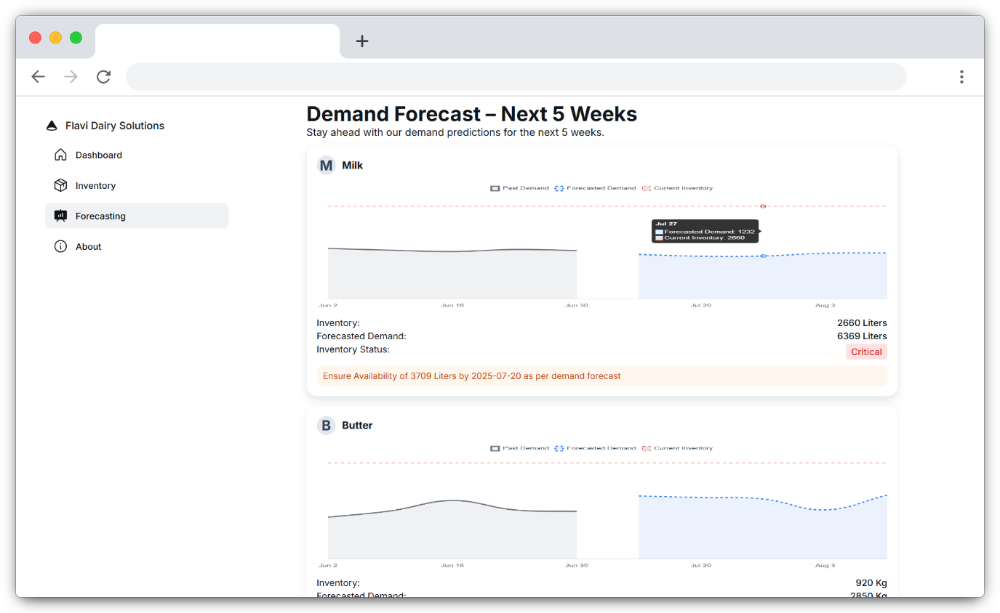 Flavi Dairy Solutions
Dashboard
Inventory
Forecasting
About
Demand Forecast – Next 5 Weeks
Stay ahead with our demand predictions for the next 5 weeks.
M Milk
Past Demand Forecasted Demand Current Inventory
Jul 27
Forecasted Demand: 1232
Current Inventory: 2660
Jun 2 Jun 16 Jun 30 Jul 20 Aug 3
Inventory: 2660 Liters
Forecasted Demand: 6369 Liters
Inventory Status: Critical
Ensure Availability of 3709 Liters by 2025-07-20 as per demand forecast
B Butter
Past Demand Forecasted Demand Current Inventory
Jun 2 Jun 16 Jun 30 Jul 20 Aug 3
Inventory: 920 Kg
Forecasted Demand: 2850 Kg